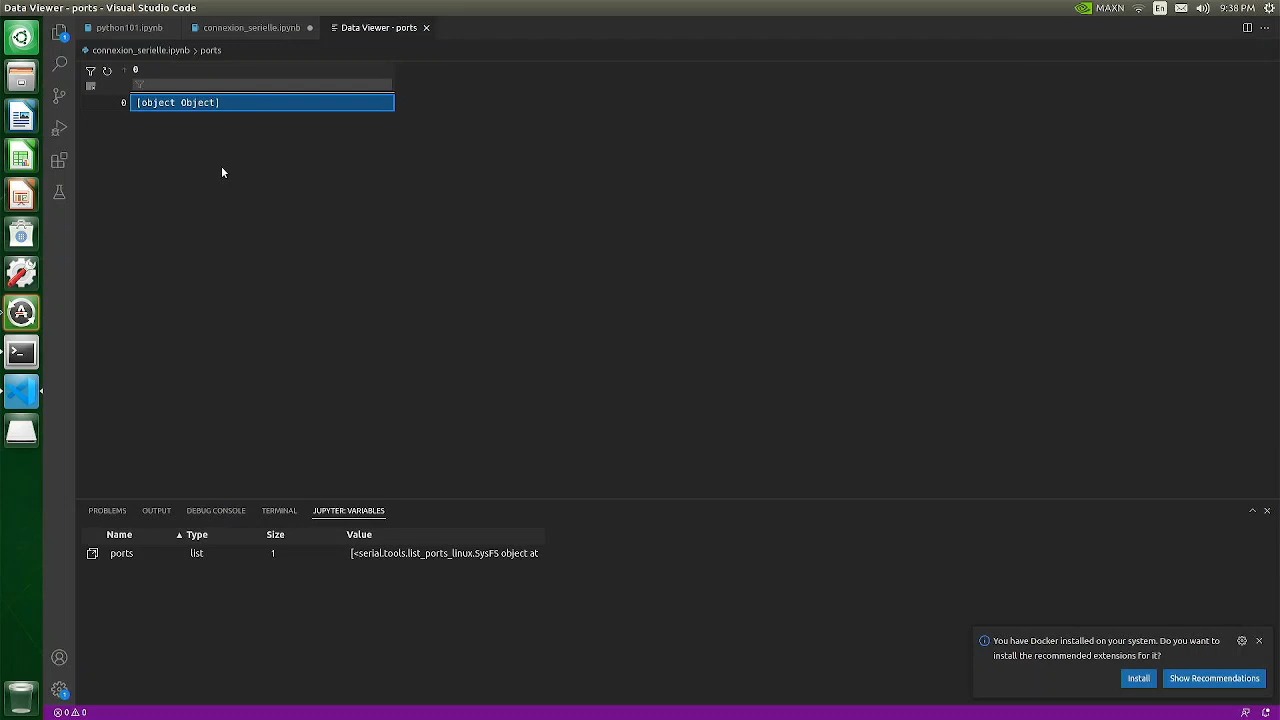 Data Viewer - ports - Visual Studio Code
MAXN En 9:38 PM
python101.ipynb connexion_serielle.ipynb Data Viewer - ports
connexion_serielle.ipynb > ports
0
0 [object Object]
PROBLEMS OUTPUT DEBUG CONSOLE TERMINAL JUPYTER: VARIABLES
Name ▲ Type Size Value
ports list 1 [<serial.tools.list_ports_linux.SysFS object at
You have Docker installed on your system. Do you want to
install the recommended extensions for it?
Install Show Recommendations
1
1
0 0